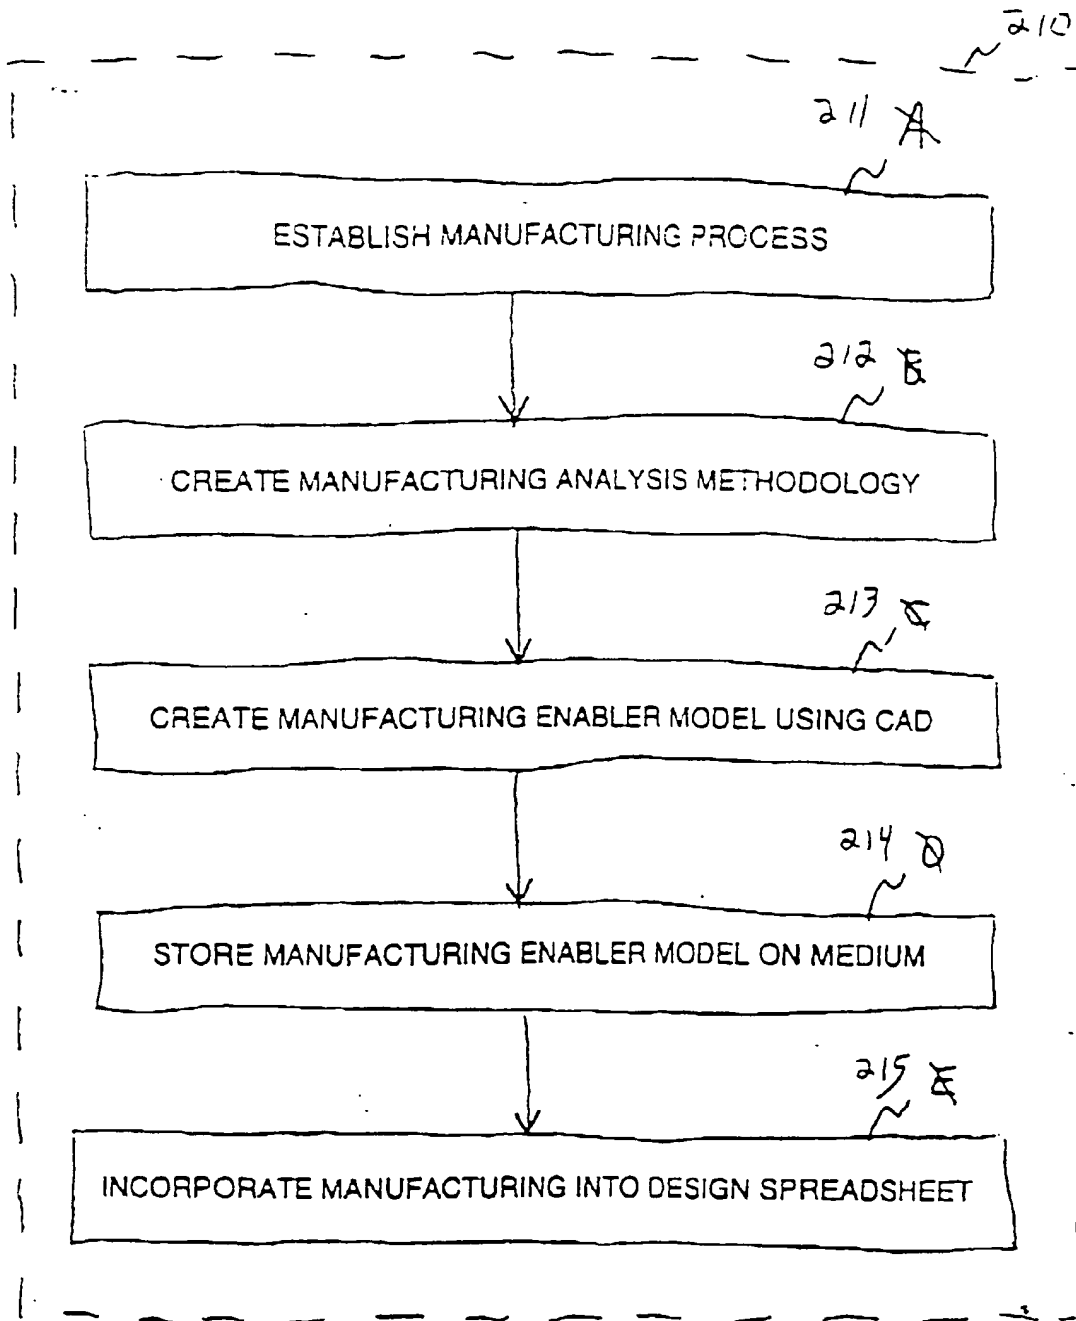 210
211 A
ESTABLISH MANUFACTURING PROCESS
212 B
CREATE MANUFACTURING ANALYSIS METHODOLOGY
213 C
CREATE MANUFACTURING ENABLER MODEL USING CAD
214 D
STORE MANUFACTURING ENABLER MODEL ON MEDIUM
215 E
INCORPORATE MANUFACTURING INTO DESIGN SPREADSHEET